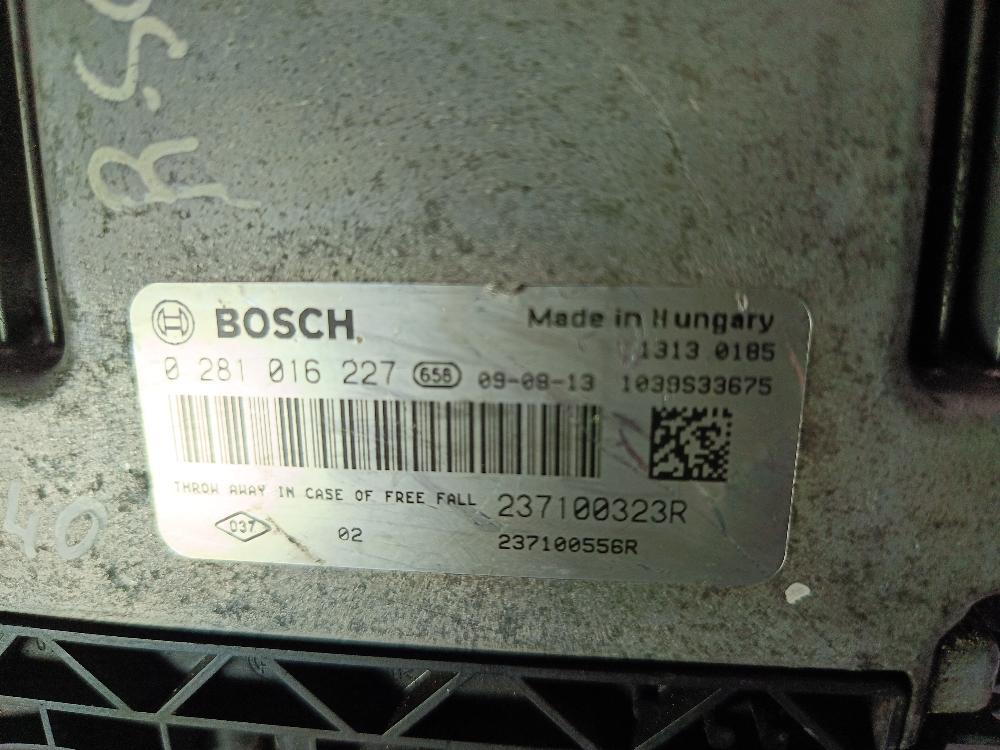 BOSCH
Made in Hungary
1313 0185
0 281 016 227 658 09-08-13 1039S33675
THROW AWAY IN CASE OF FREE FALL 237100323R
037 02 237100556R
40